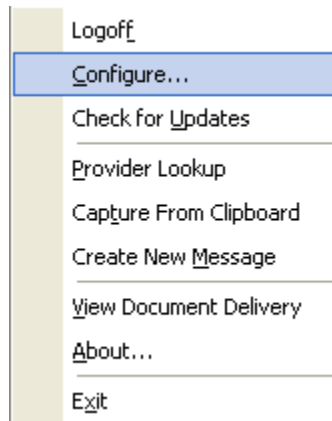 Logoff
Configure...
Check for Updates
Provider Lookup
Capture From Clipboard
Create New Message
View Document Delivery
About...
Exit